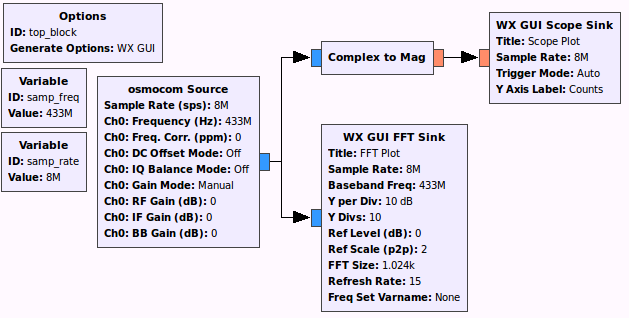 Options
ID: top_block
Generate Options: WX GUI
Variable
ID: samp_freq
Value: 433M
Variable
ID: samp_rate
Value: 8M
osmocom Source
Sample Rate (sps): 8M
Ch0: Frequency (Hz): 433M
Ch0: Freq. Corr. (ppm): 0
Ch0: DC Offset Mode: Off
Ch0: IQ Balance Mode: Off
Ch0: Gain Mode: Manual
Ch0: RF Gain (dB): 0
Ch0: IF Gain (dB): 0
Ch0: BB Gain (dB): 0
Complex to Mag
WX GUI Scope Sink
Title: Scope Plot
Sample Rate: 8M
Trigger Mode: Auto
Y Axis Label: Counts
WX GUI FFT Sink
Title: FFT Plot
Sample Rate: 8M
Baseband Freq: 433M
Y per Div: 10 dB
Y Divs: 10
Ref Level (dB): 0
Ref Scale (p2p): 2
FFT Size: 1.024k
Refresh Rate: 15
Freq Set Varname: None